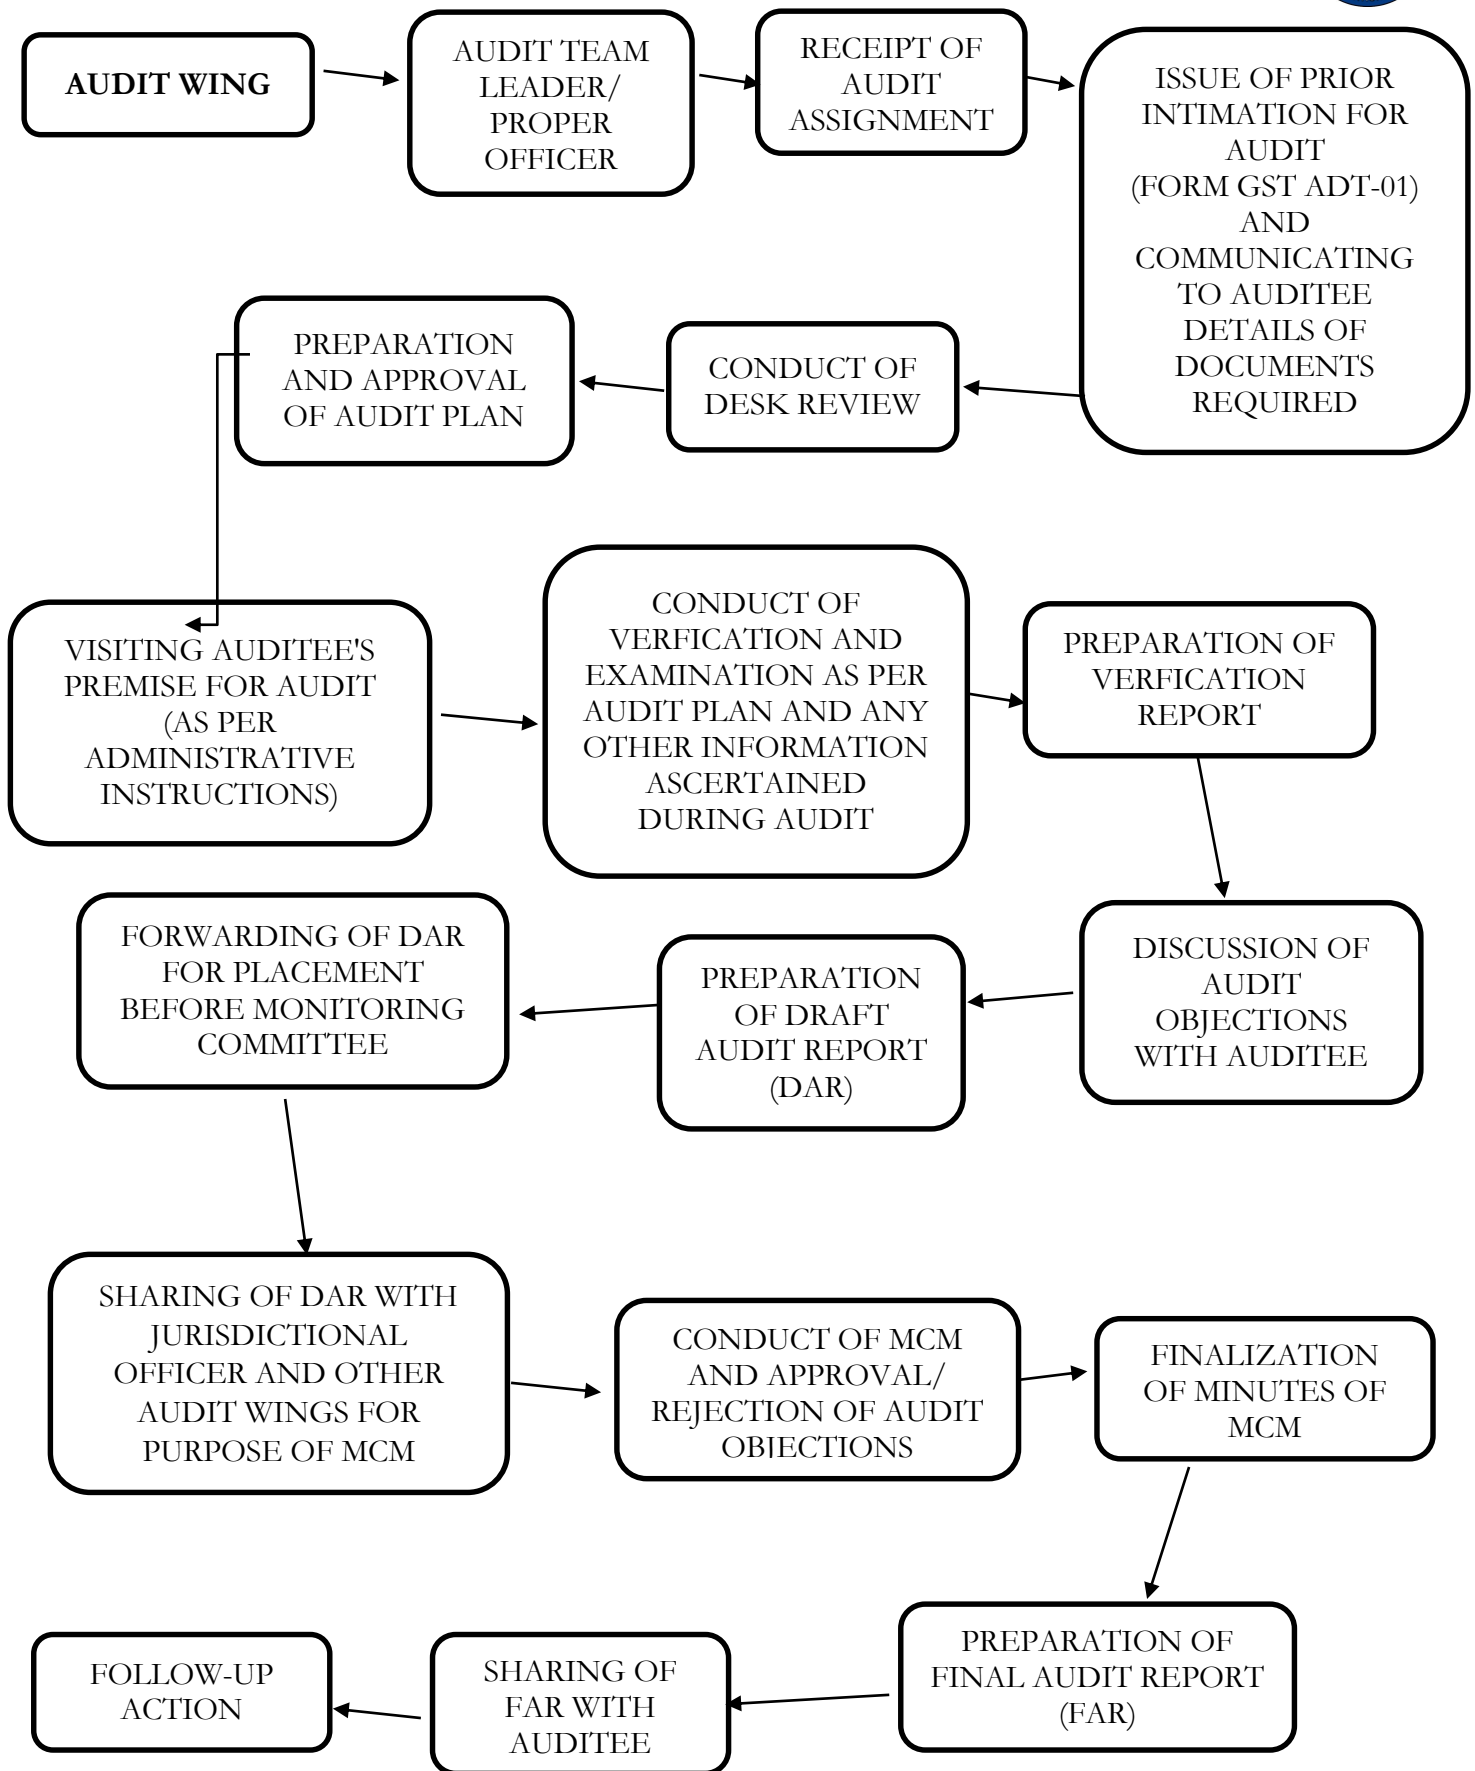 AUDIT WING
AUDIT TEAM
LEADER/
PROPER
OFFICER
RECEIPT OF
AUDIT
ASSIGNMENT
ISSUE OF PRIOR
INTIMATION FOR
AUDIT
(FORM GST ADT-01)
AND
COMMUNICATING
TO AUDITEE
DETAILS OF
DOCUMENTS
REQUIRED
CONDUCT OF
DESK REVIEW
PREPARATION
AND APPROVAL
OF AUDIT PLAN
VISITING AUDITEE'S
PREMISE FOR AUDIT
(AS PER
ADMINISTRATIVE
INSTRUCTIONS)
CONDUCT OF
VERFICATION AND
EXAMINATION AS PER
AUDIT PLAN AND ANY
OTHER INFORMATION
ASCERTAINED
DURING AUDIT
PREPARATION OF
VERFICATION
REPORT
DISCUSSION OF
AUDIT
OBJECTIONS
WITH AUDITEE
PREPARATION
OF DRAFT
AUDIT REPORT
(DAR)
FORWARDING OF DAR
FOR PLACEMENT
BEFORE MONITORING
COMMITTEE
SHARING OF DAR WITH
JURISDICTIONAL
OFFICER AND OTHER
AUDIT WINGS FOR
PURPOSE OF MCM
CONDUCT OF MCM
AND APPROVAL/
REJECTION OF AUDIT
OBJECTIONS
FINALIZATION
OF MINUTES OF
MCM
PREPARATION OF
FINAL AUDIT REPORT
(FAR)
SHARING OF
FAR WITH
AUDITEE
FOLLOW-UP
ACTION